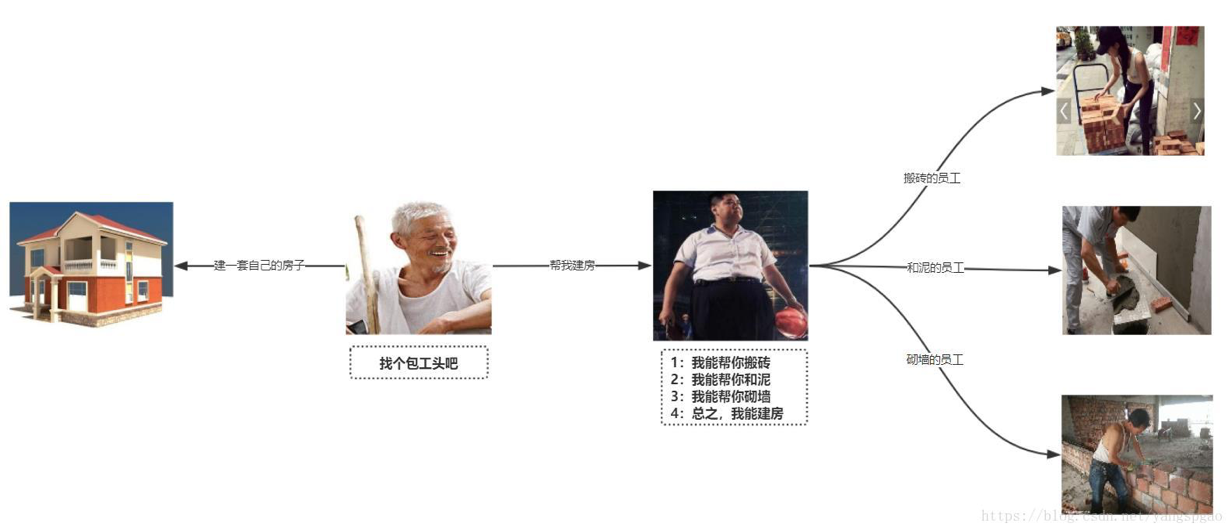 搬砖的员工
建一套自己的房子
帮我建房
和泥的员工
找个包工头吧
1：我能帮你搬砖
2：我能帮你和泥
3：我能帮你砌墙
4：总之，我能建房
砌墙的员工
https://blog.csdn.net/yangspgao